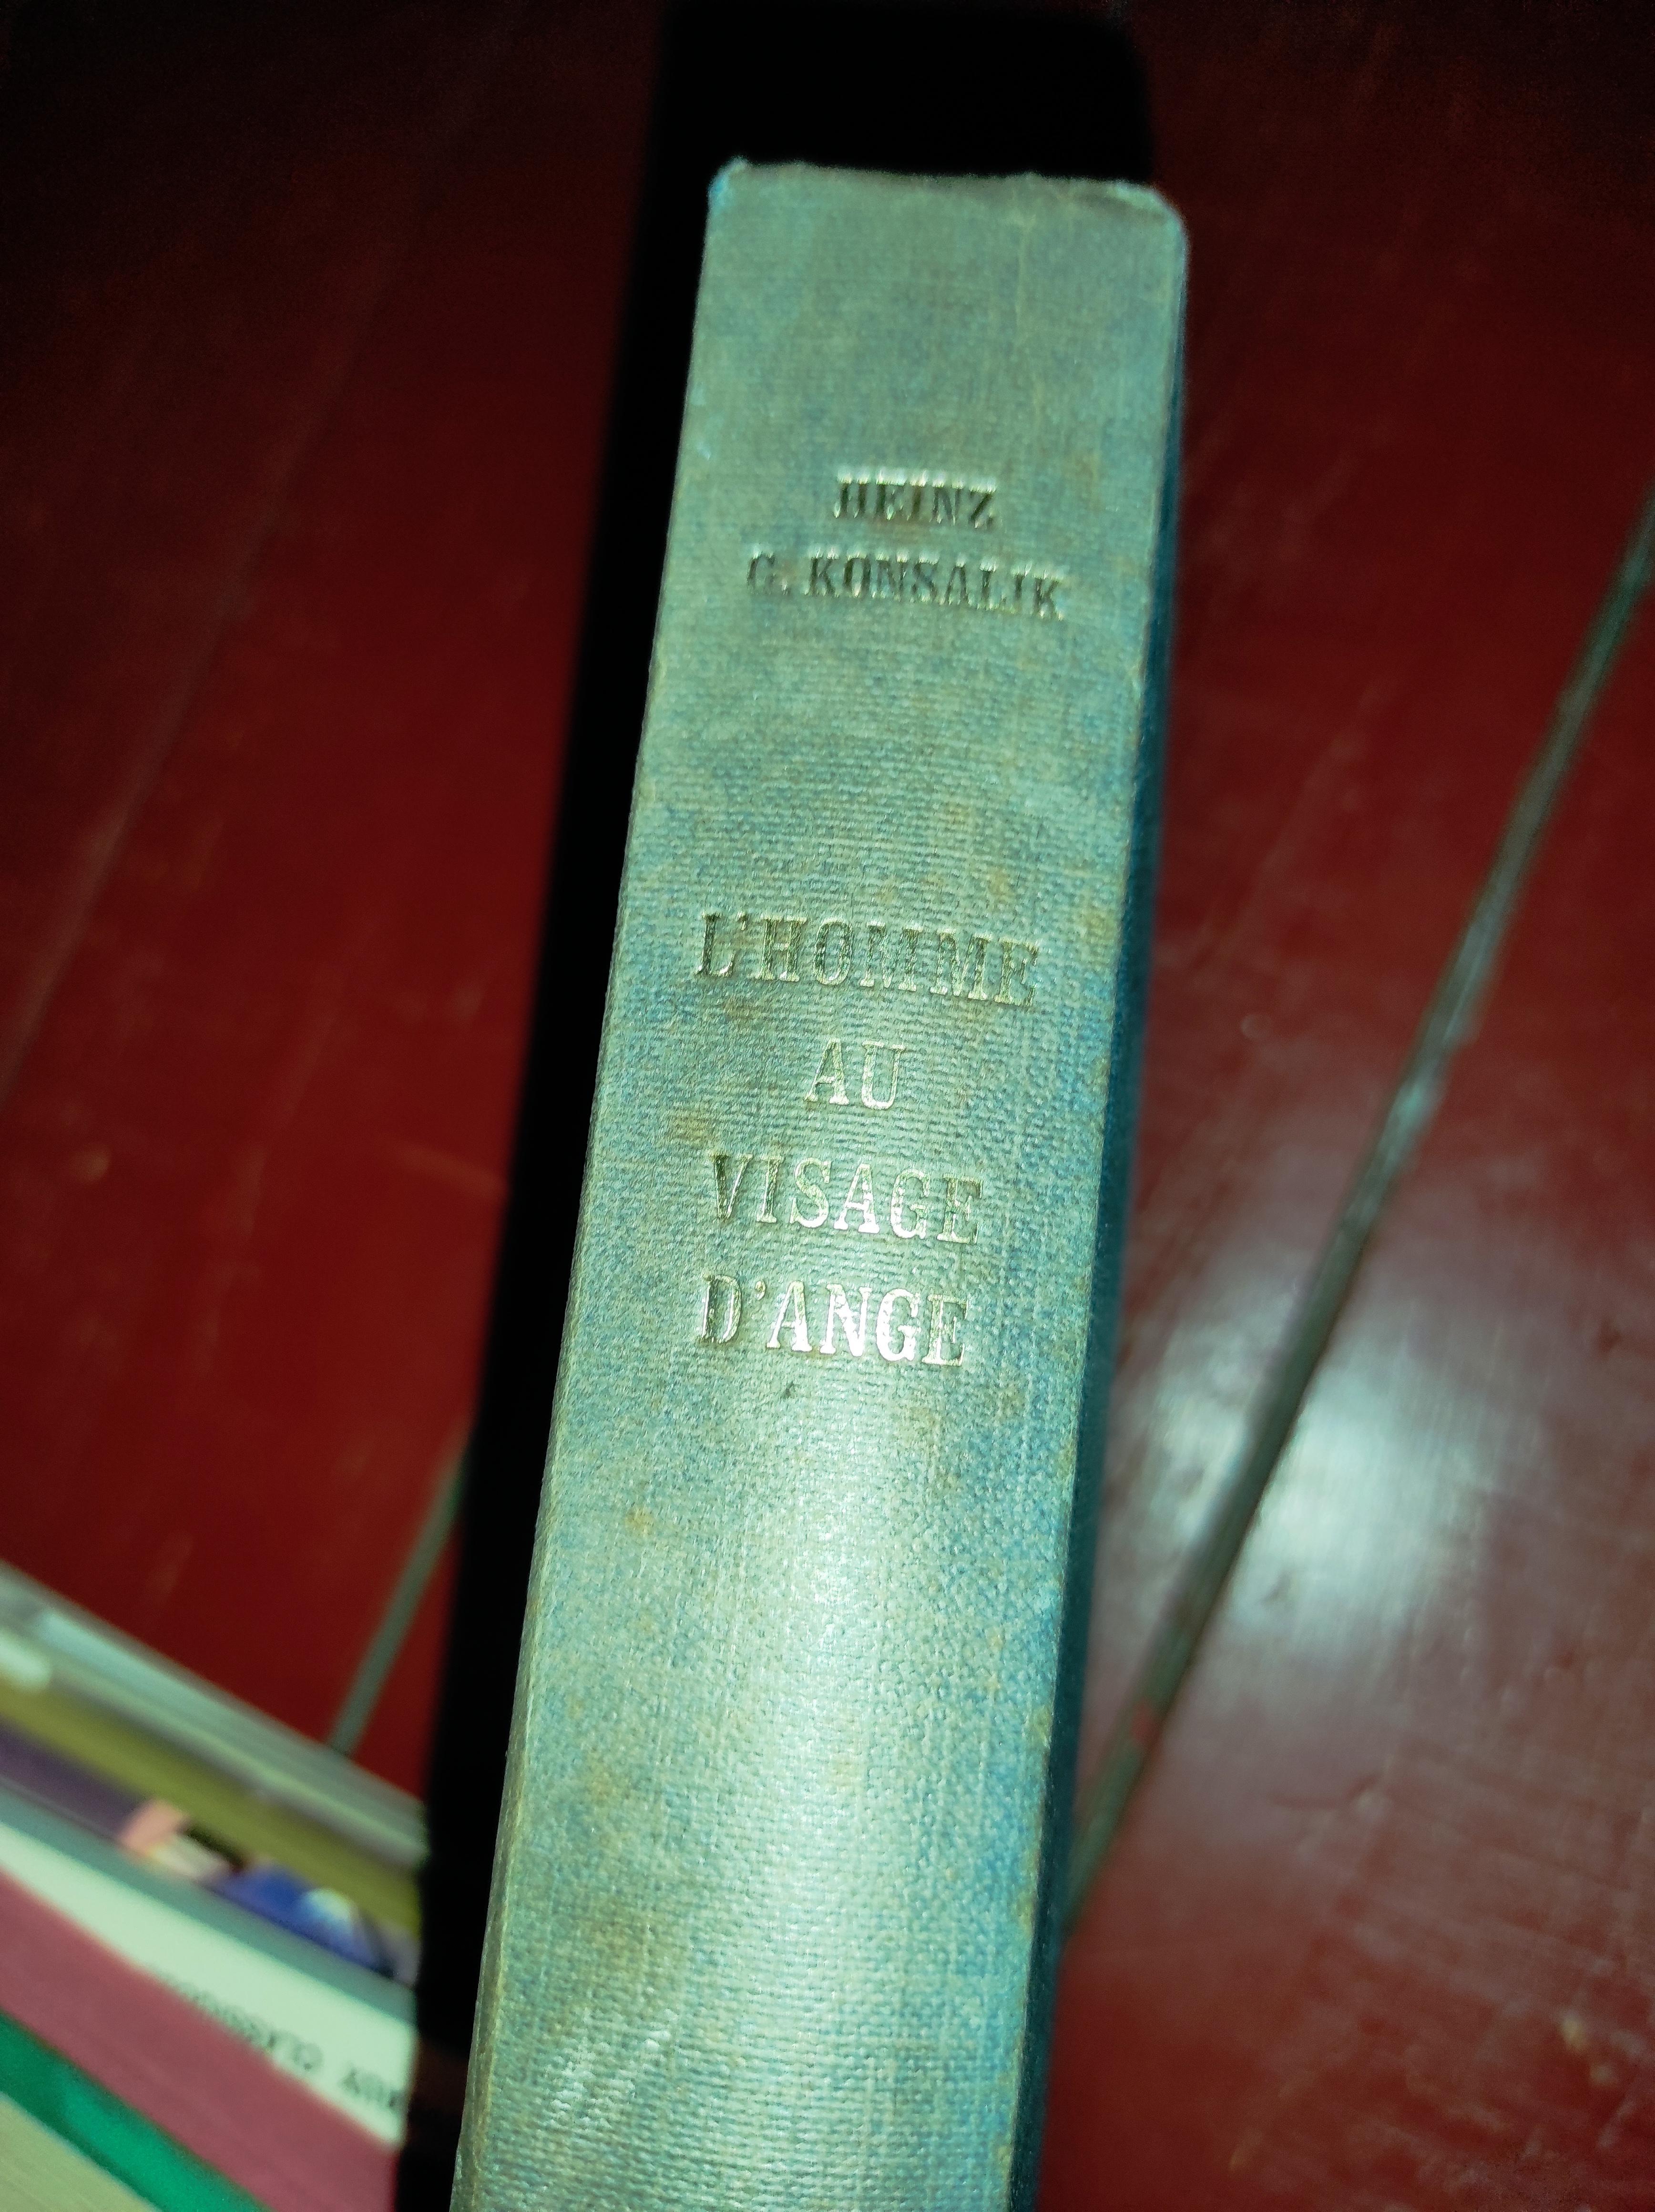 HEINZ
G. KONSALIK
L'HOMME
AU
VISAGE
D'ANGE